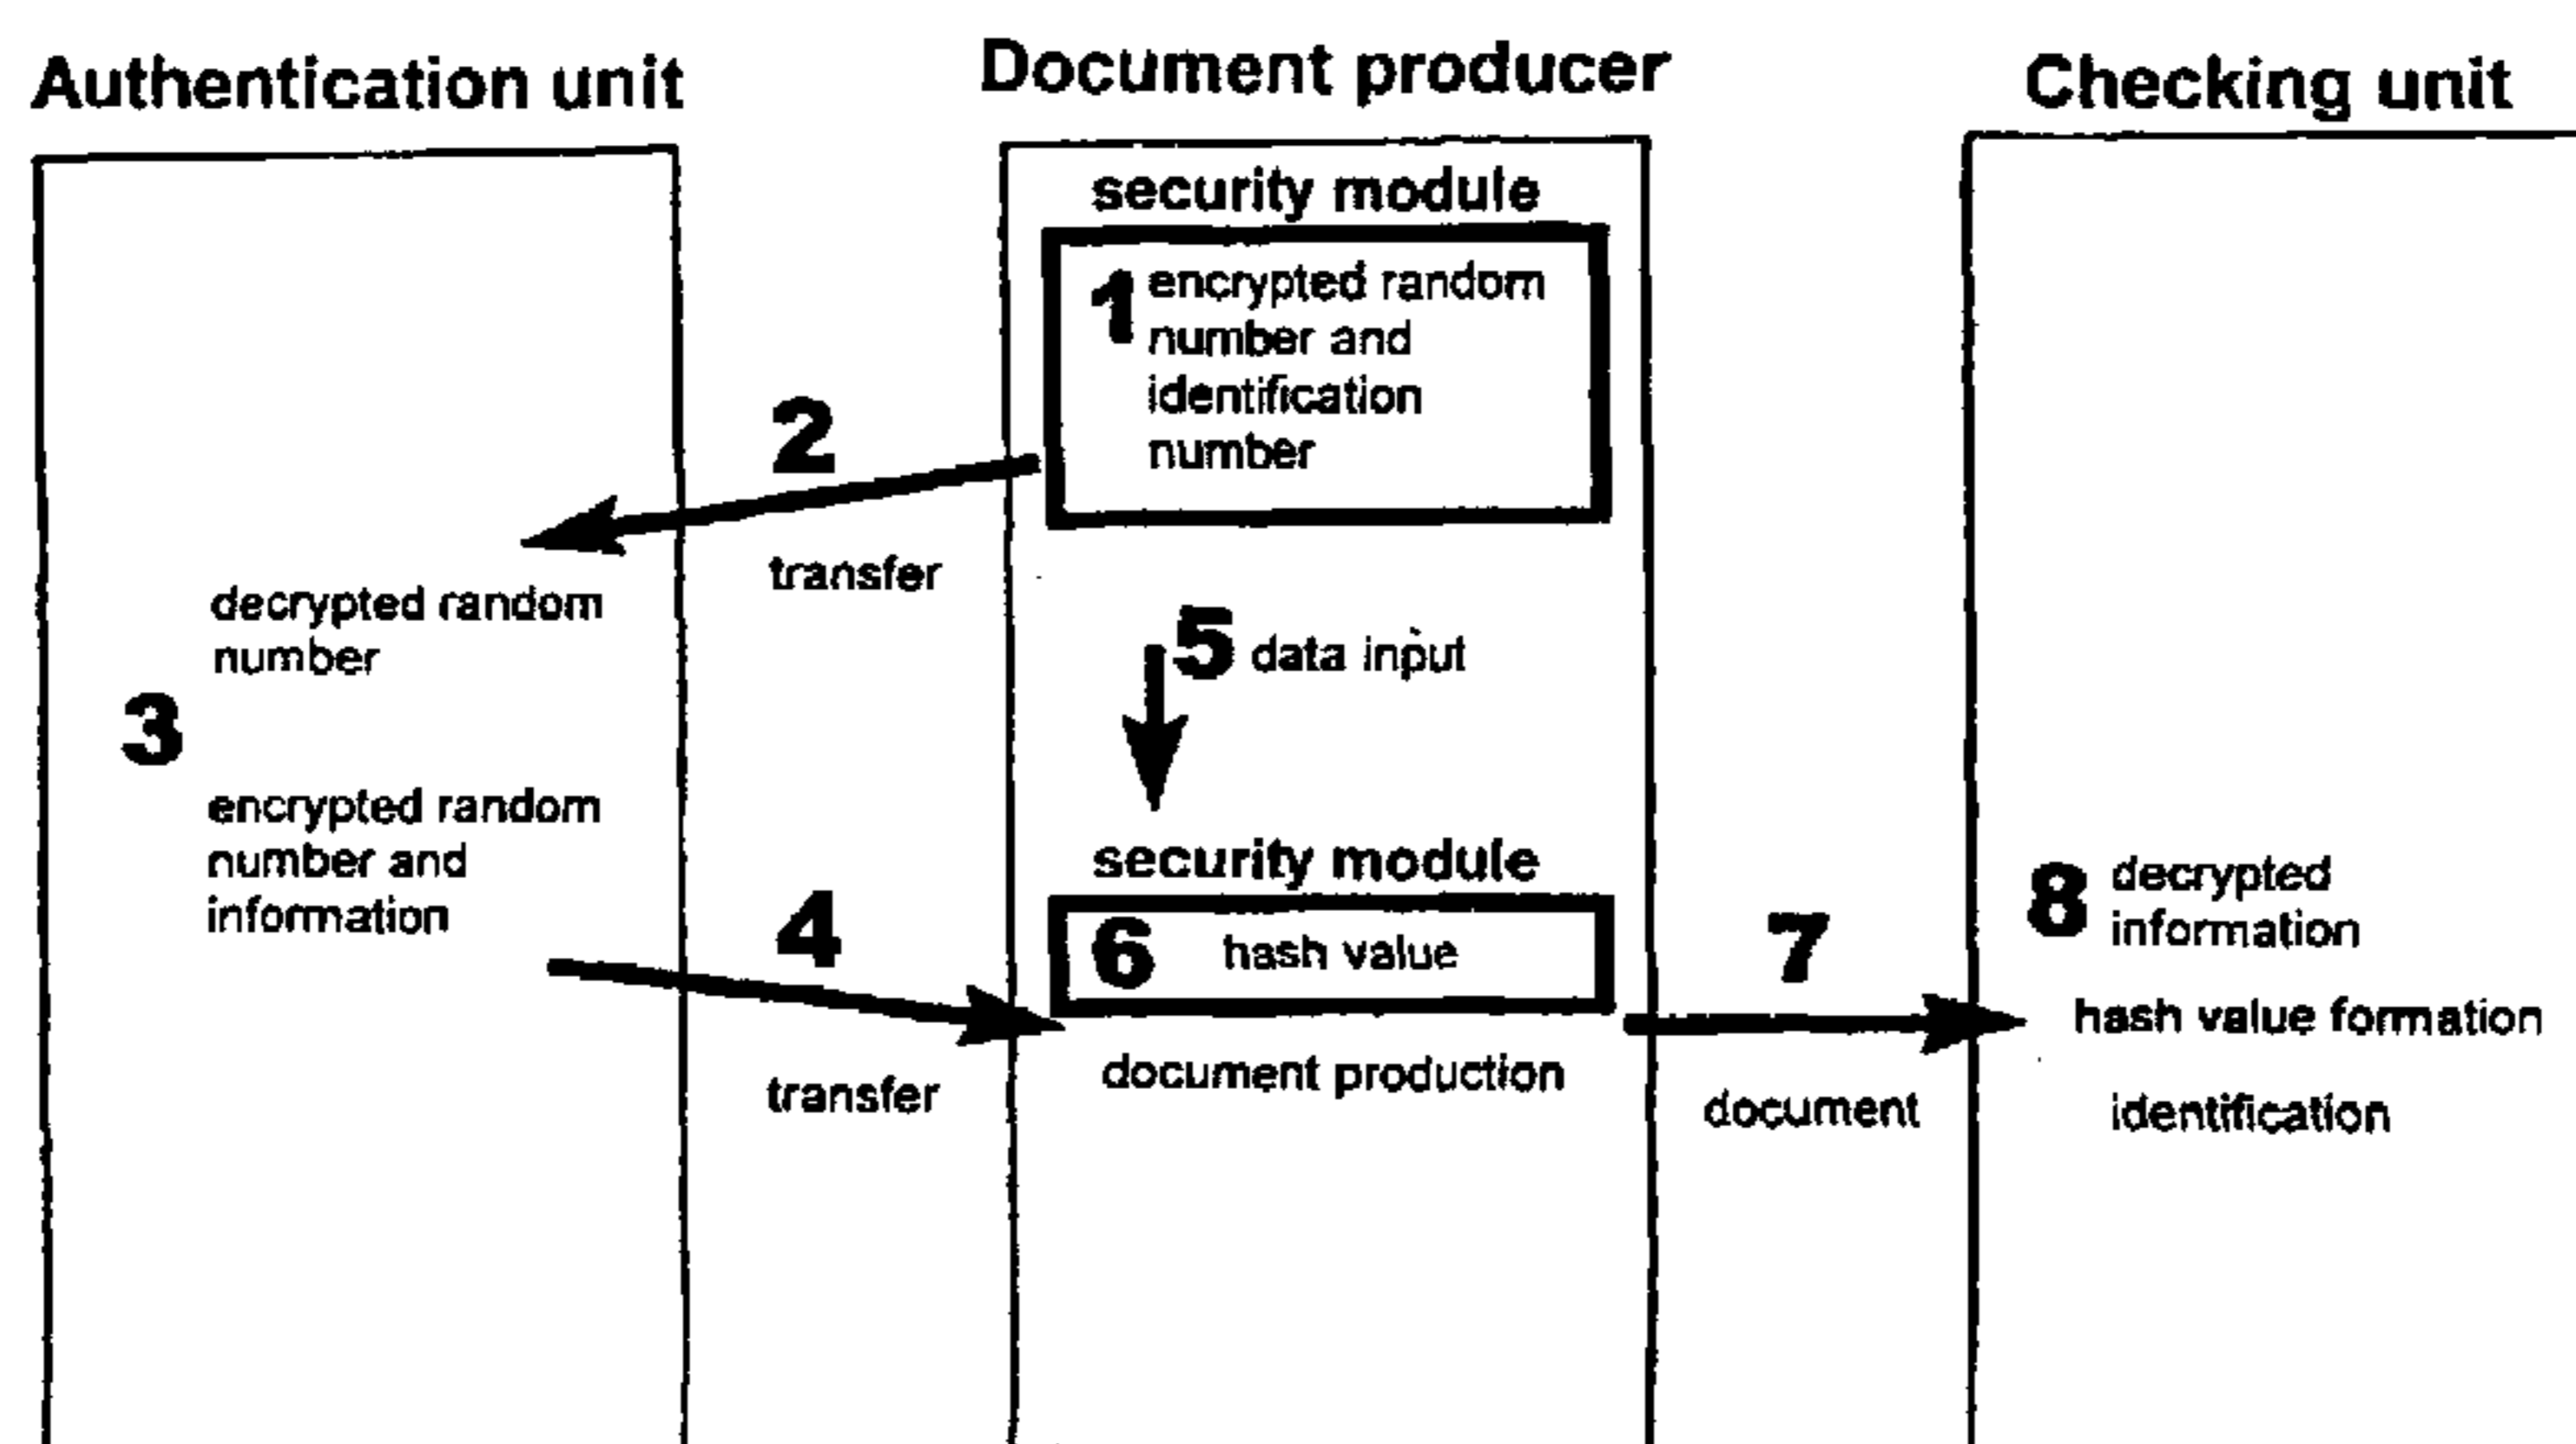 Authentication unit
Document producer
Checking unit
security module
1 encrypted random
number and
identification
number
2
transfer
decrypted random
number
3
encrypted random
number and
information
4
transfer
5 data input
security module
6 hash value
document production
7
document
8 decrypted
information
hash value formation
identification